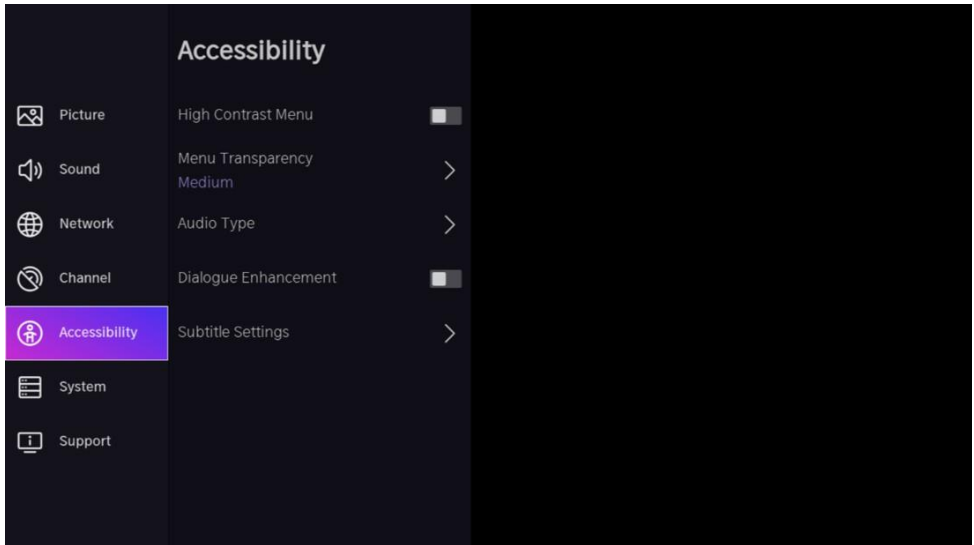 Accessibility
Picture
Sound
Network
Channel
Accessibility
System
Support
High Contrast Menu
Menu Transparency
Medium
Audio Type
Dialogue Enhancement
Subtitle Settings